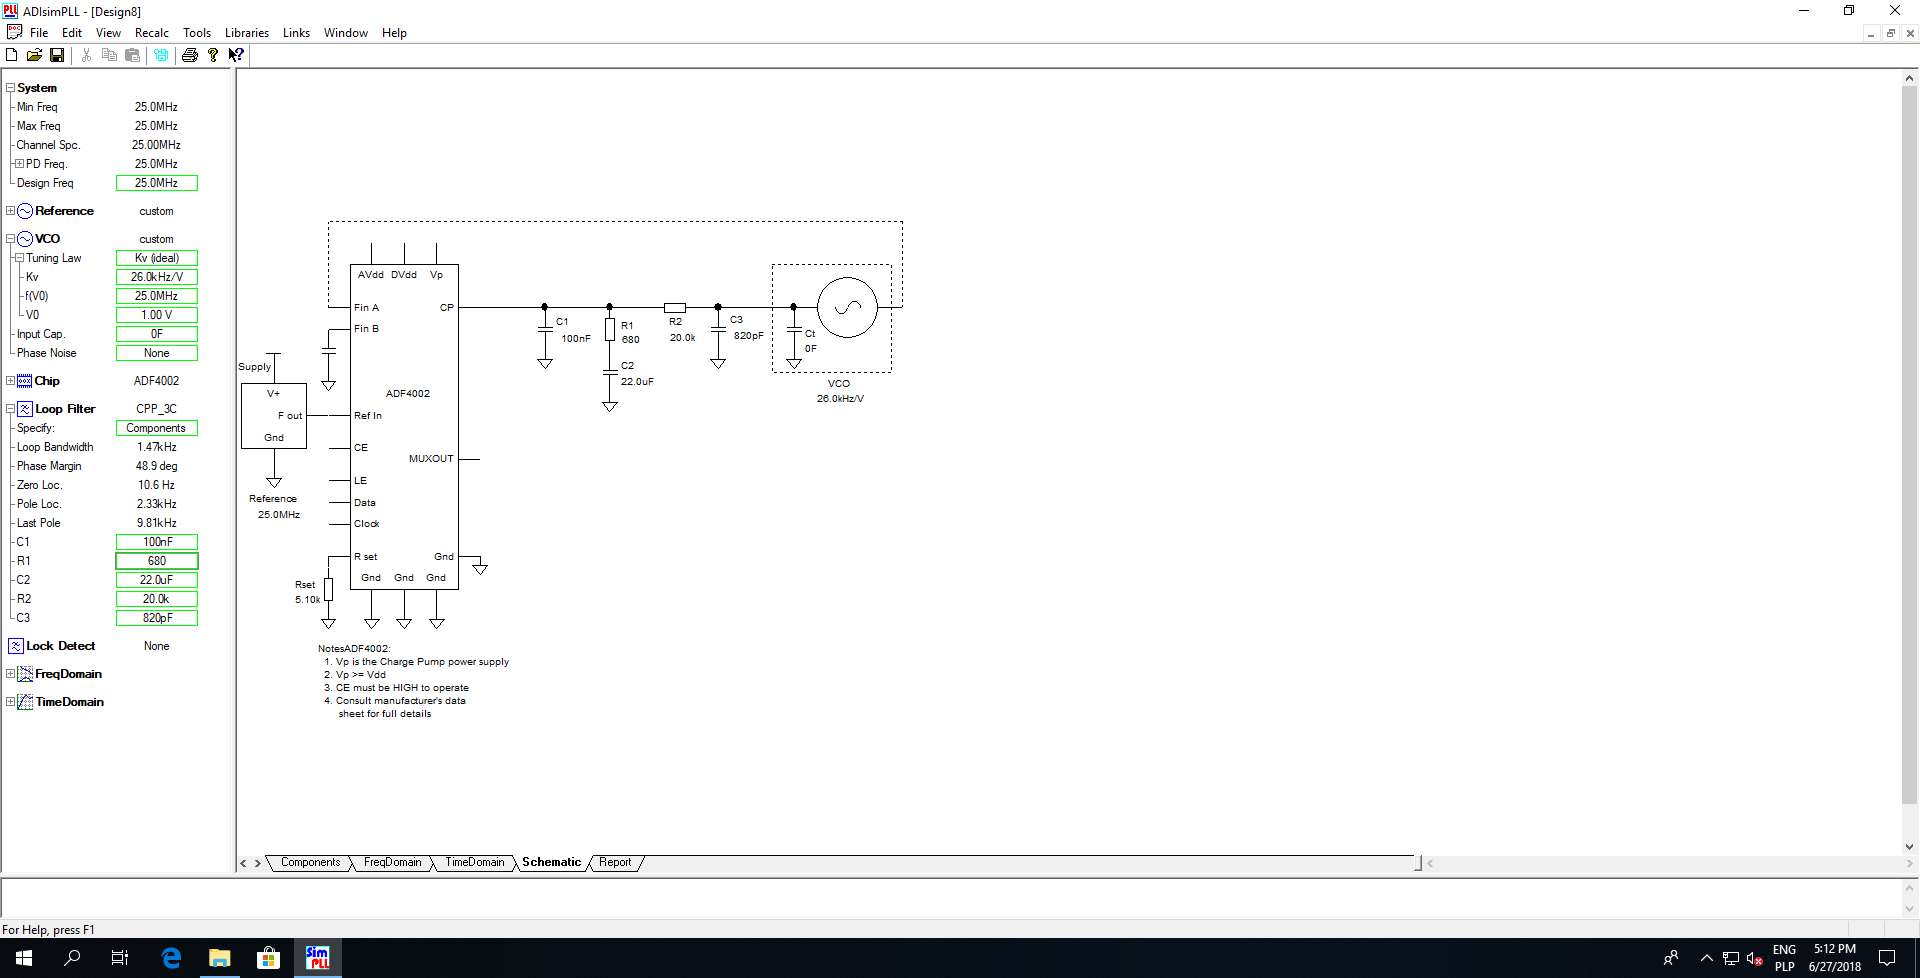 ADIsimPLL - [Design8]
File Edit View Recalc Tools Libraries Links Window Help
System
Min Freq 25.0MHz
Max Freq 25.0MHz
Channel Spc. 25.00MHz
PD Freq. 25.0MHz
Design Freq 25.0MHz
Reference custom
VCO custom
Tuning Law Kv (ideal)
Kv 26.0kHz/V
f(V0) 25.0MHz
V0 1.00 V
Input Cap. 0F
Phase Noise None
Chip ADF4002
Loop Filter CPP_3C
Specify: Components
Loop Bandwidth 1.47kHz
Phase Margin 48.9 deg
Zero Loc. 10.6 Hz
Pole Loc. 2.33kHz
Last Pole 9.81kHz
C1 100nF
R1 680
C2 22.0uF
R2 20.0k
C3 820pF
Lock Detect None
FreqDomain
TimeDomain
AVdd DVdd Vp
Fin A CP
Fin B
C1
100nF
R1
680
R2
20.0k
C3
820pF
Ct
0F
C2
22.0uF
VCO
26.0kHz/V
Supply
V+
F out
Gnd
Reference
25.0MHz
ADF4002
Ref In
CE
MUXOUT
LE
Data
Clock
R set Gnd
Gnd Gnd Gnd
Rset
5.10k
NotesADF4002:
1. Vp is the Charge Pump power supply
2. Vp >= Vdd
3. CE must be HIGH to operate
4. Consult manufacturer's data
sheet for full details
Components FreqDomain TimeDomain Schematic Report
For Help, press F1
Sim
PLL
ENG
PLP
5:12 PM
6/27/2018